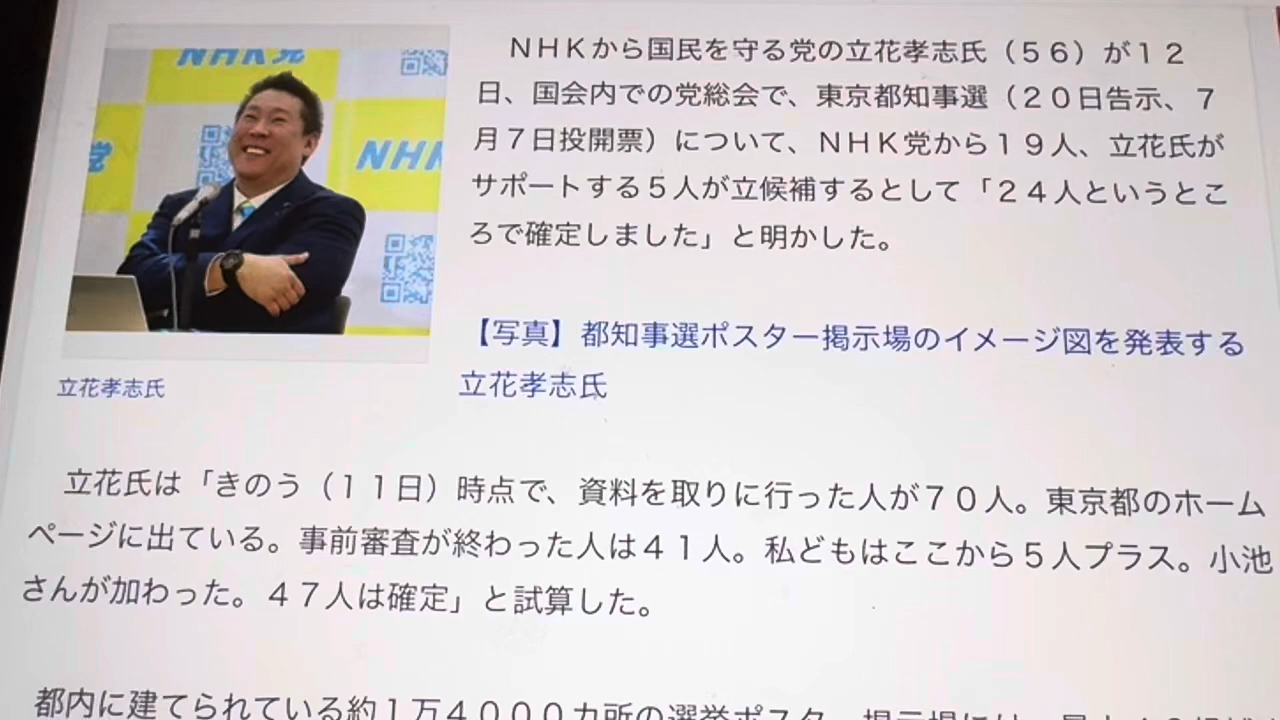 NHK党
党
NHK
ＮＨＫから国民を守る党の立花孝志氏（５６）が１２
日、国会内での党総会で、東京都知事選（２０日告示、７
月７日投開票）について、ＮＨＫ党から１９人、立花氏が
サポートする５人が立候補するとして「２４人というとこ
ろで確定しました」と明かした。
【写真】都知事選ポスター掲示場のイメージ図を発表する
立花孝志氏
立花孝志氏
立花氏は「きのう（１１日）時点で、資料を取りに行った人が７０人。東京都のホーム
ページに出ている。事前審査が終わった人は４１人。私どもはここから５人プラス。小池
さんが加わった。４７人は確定」と試算した。
都内に建てられている約１万４０００カ所の選挙ポスター掲示場には、最大